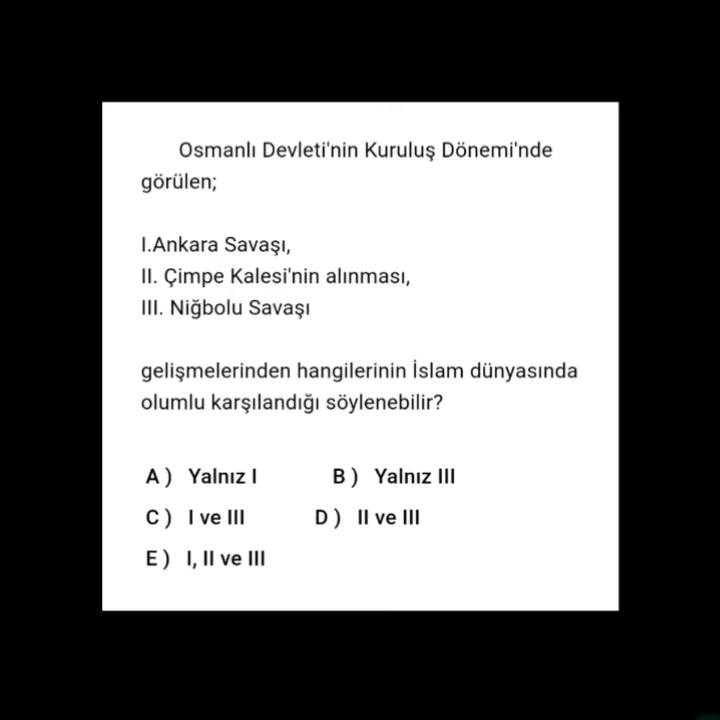 Osmanlı Devleti'nin Kuruluş Dönemi'nde
görülen;
I.Ankara Savaşı,
II. Çimpe Kalesi'nin alınması,
III. Niğbolu Savaşı
gelişmelerinden hangilerinin İslam dünyasında
olumlu karşılandığı söylenebilir?
A) Yalnız I B) Yalnız III
C) I ve III D) II ve III
E) I, II ve III